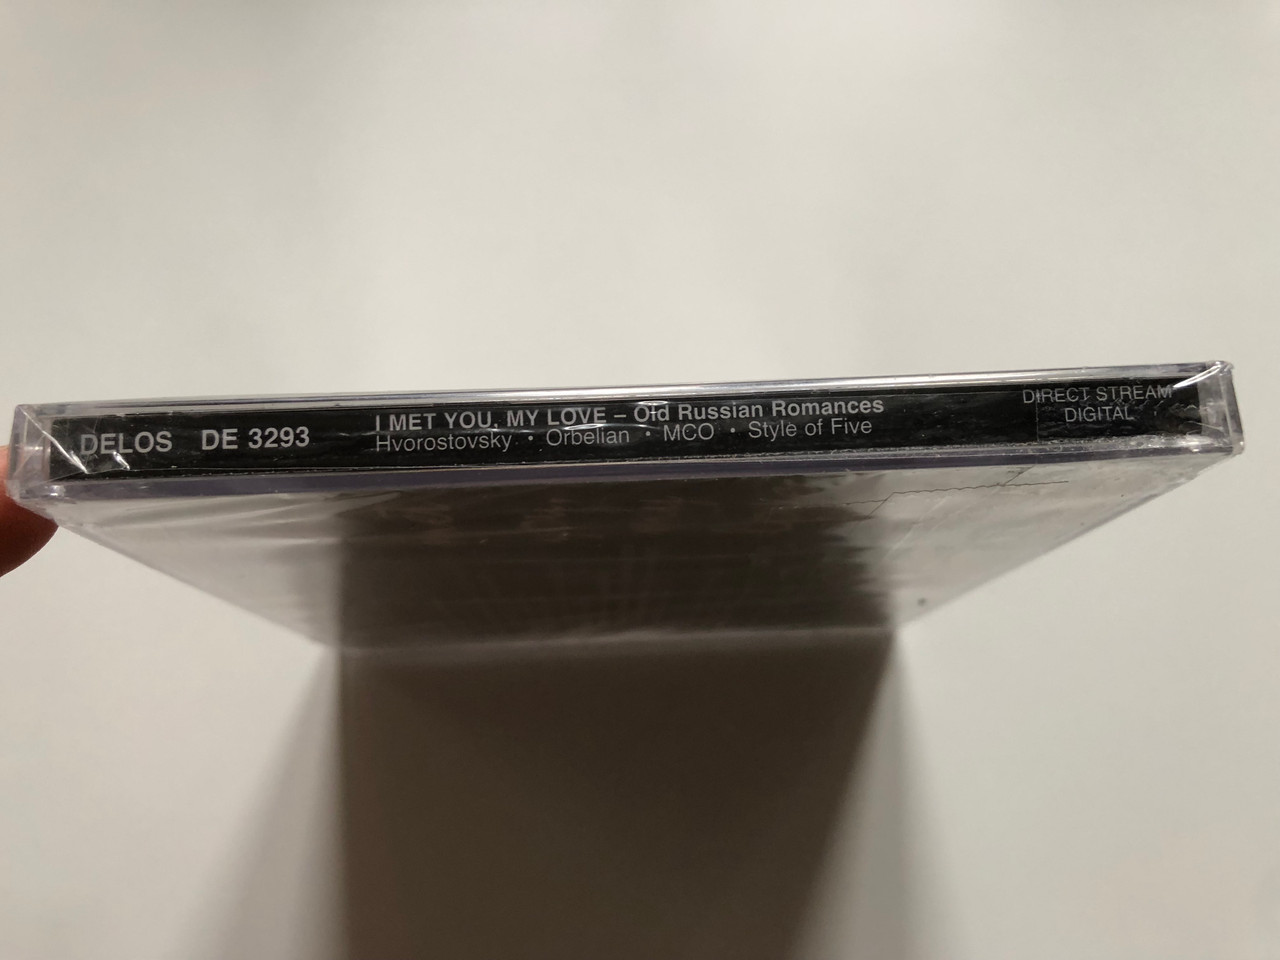 DELOS DE 3293
I MET YOU, MY LOVE – Old Russian Romances
Hvorostovsky · Orbelian · MCO · Style of Five
DIRECT STREAM
DIGITAL